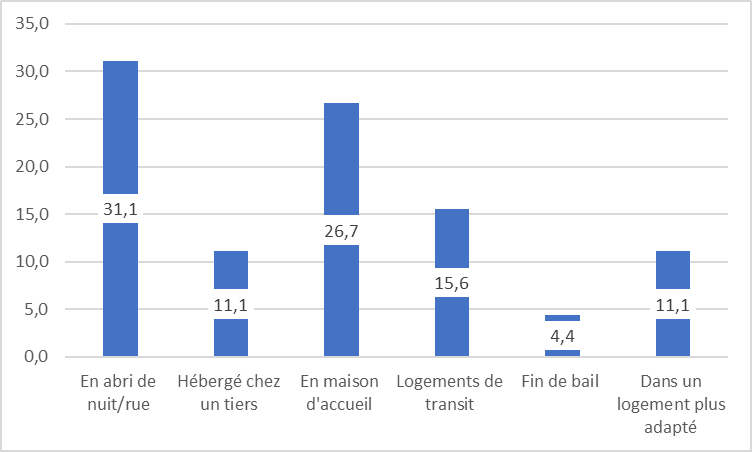 35,0
30,0
25,0
20,0
15,0
10,0
5,0
0,0
31,1
11,1
26,7
15,6
4,4
11,1
En abri de
nuit/rue
Hébergé chez
un tiers
En maison
d'accueil
Logements de
transit
Fin de bail
Dans un
logement plus
adapté